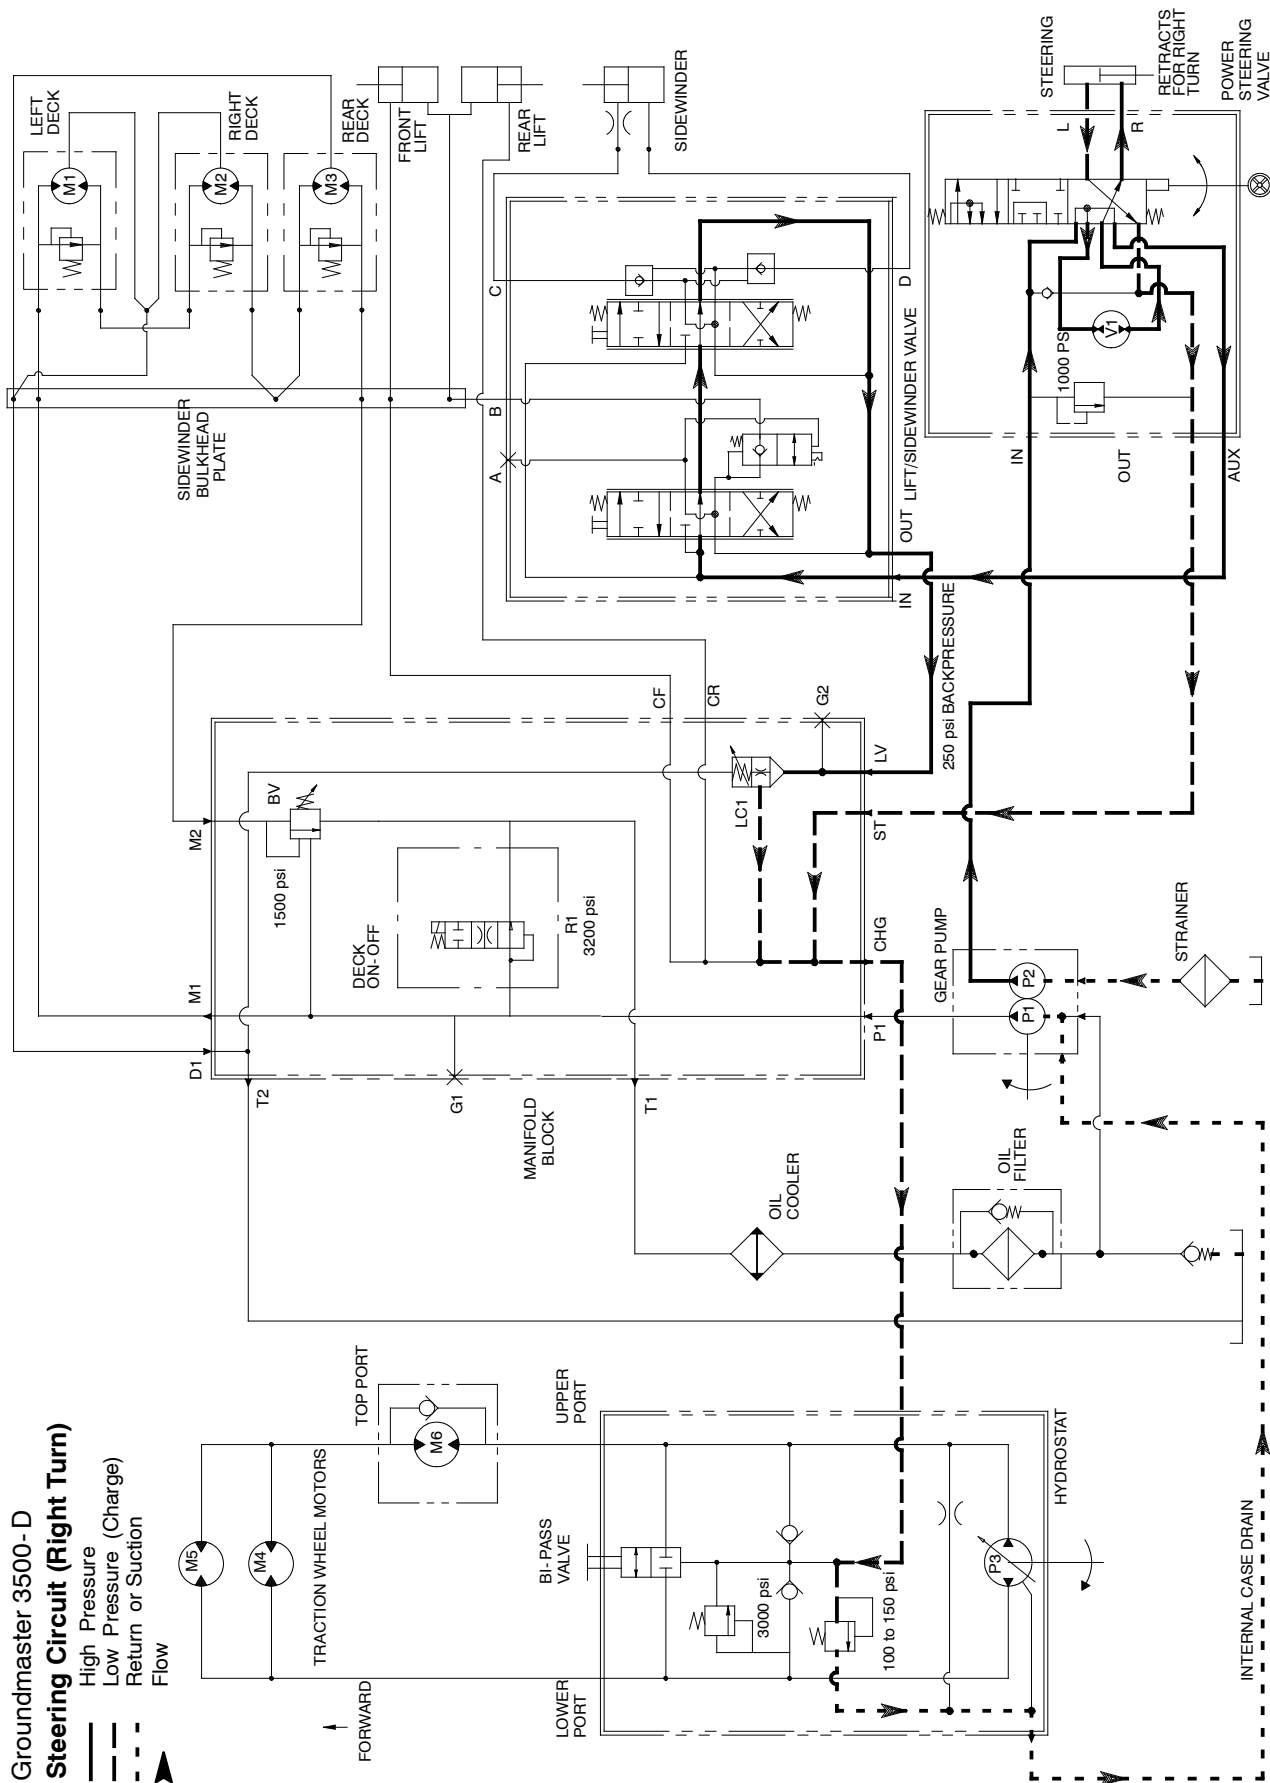 Groundmaster 3500-D
Steering Circuit (Right Turn)
High Pressure
Low Pressure (Charge)
Return or Suction
Flow
FORWARD
TRACTION WHEEL MOTORS
M5
M4
M6
TOP PORT
LOWER
PORT
UPPER
PORT
BI-PASS
VALVE
3000 psi
100 to 150 psi
P3
HYDROSTAT
INTERNAL CASE DRAIN
OIL
COOLER
OIL
FILTER
D1
M1
M2
T2
G1
T1
MANIFOLD
BLOCK
1500 psi
BV
DECK
ON-OFF
R1
3200 psi
LC1
CF
CR
G2
LV
ST
CHG
P1
250 psi BACKPRESSURE
GEAR PUMP
P1
P2
STRAINER
SIDEWINDER
BULKHEAD
PLATE
LEFT
DECK
M1
RIGHT
DECK
M2
REAR
DECK
M3
FRONT
LIFT
REAR
LIFT
SIDEWINDER
A
B
C
D
IN
OUT
LIFT/SIDEWINDER VALVE
STEERING
L
R
RETRACTS
FOR RIGHT
TURN
POWER
STEERING
VALVE
V1
1000 PS
IN
OUT
AUX